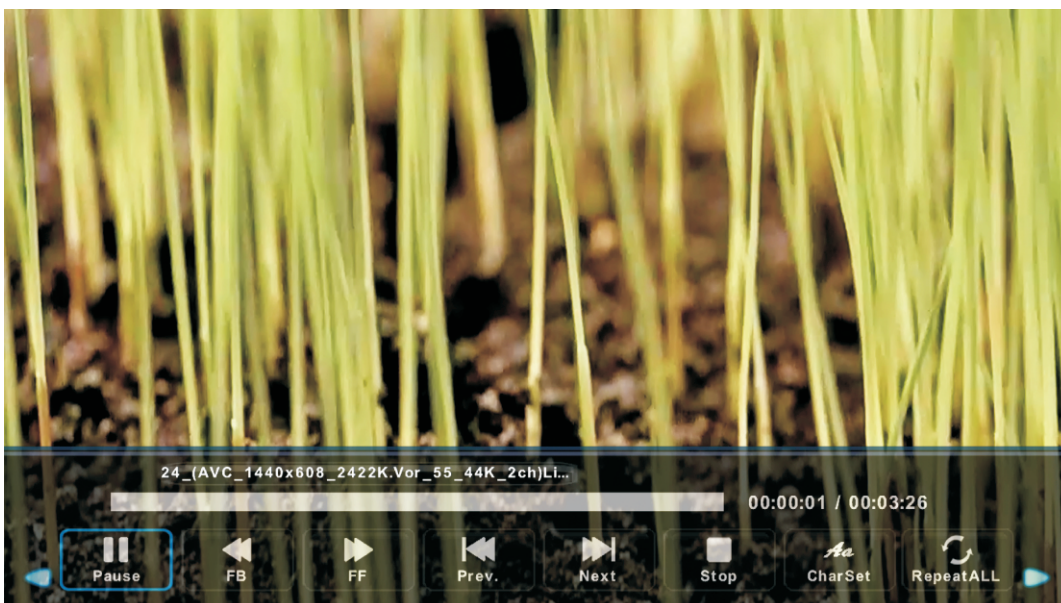 24_(AVC_1440x608_2422K.Vor_55_44K_2ch)Li...
00:00:01 / 00:03:26
Pause FB FF Prev. Next Stop CharSet RepeatALL
Aa